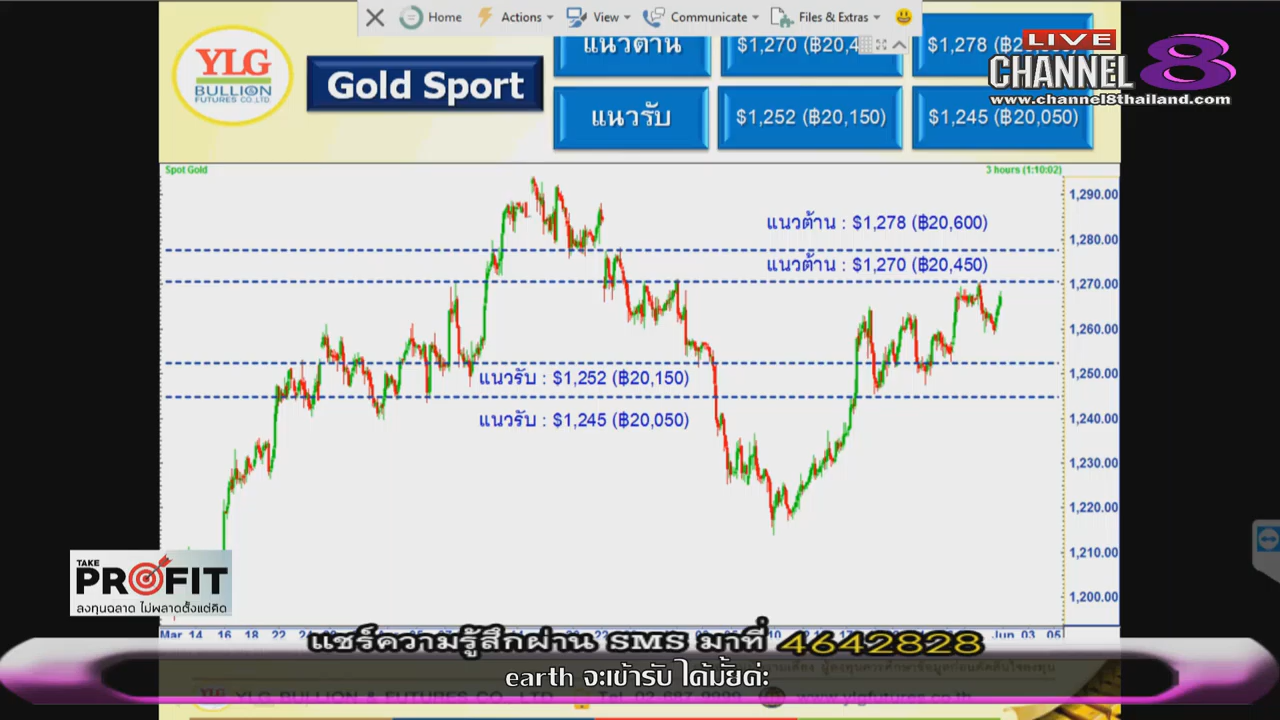 Home Actions View Communicate Files & Extras
YLG
BULLION
FUTURES CO.,LTD
Gold Sport
แนวต้าน
$1,270
$1,278
แนวรับ $1,252 (฿20,150) $1,245 (฿20,050)
LIVE
CHANNEL 8
www.channel8thailand.com
Spot Gold
3 hours (1:10:02)
1,290.00
1,280.00
1,270.00
1,260.00
1,250.00
1,240.00
1,230.00
1,220.00
1,210.00
1,200.00
แนวต้าน : $1,278 (฿20,600)
แนวต้าน : $1,270 (฿20,450)
แนวรับ : $1,252 (฿20,150)
แนวรับ : $1,245 (฿20,050)
TAKE
PROFIT
ลงทุนฉลาด ไม่พลาดตั้งแต่คิด
Mar 14 16 18 22
Jun 03 05
แชร์ความรู้สึกผ่าน SMS มาที่ 4642828
earth จะเข้ารับ ได้มั้ยค่ะ